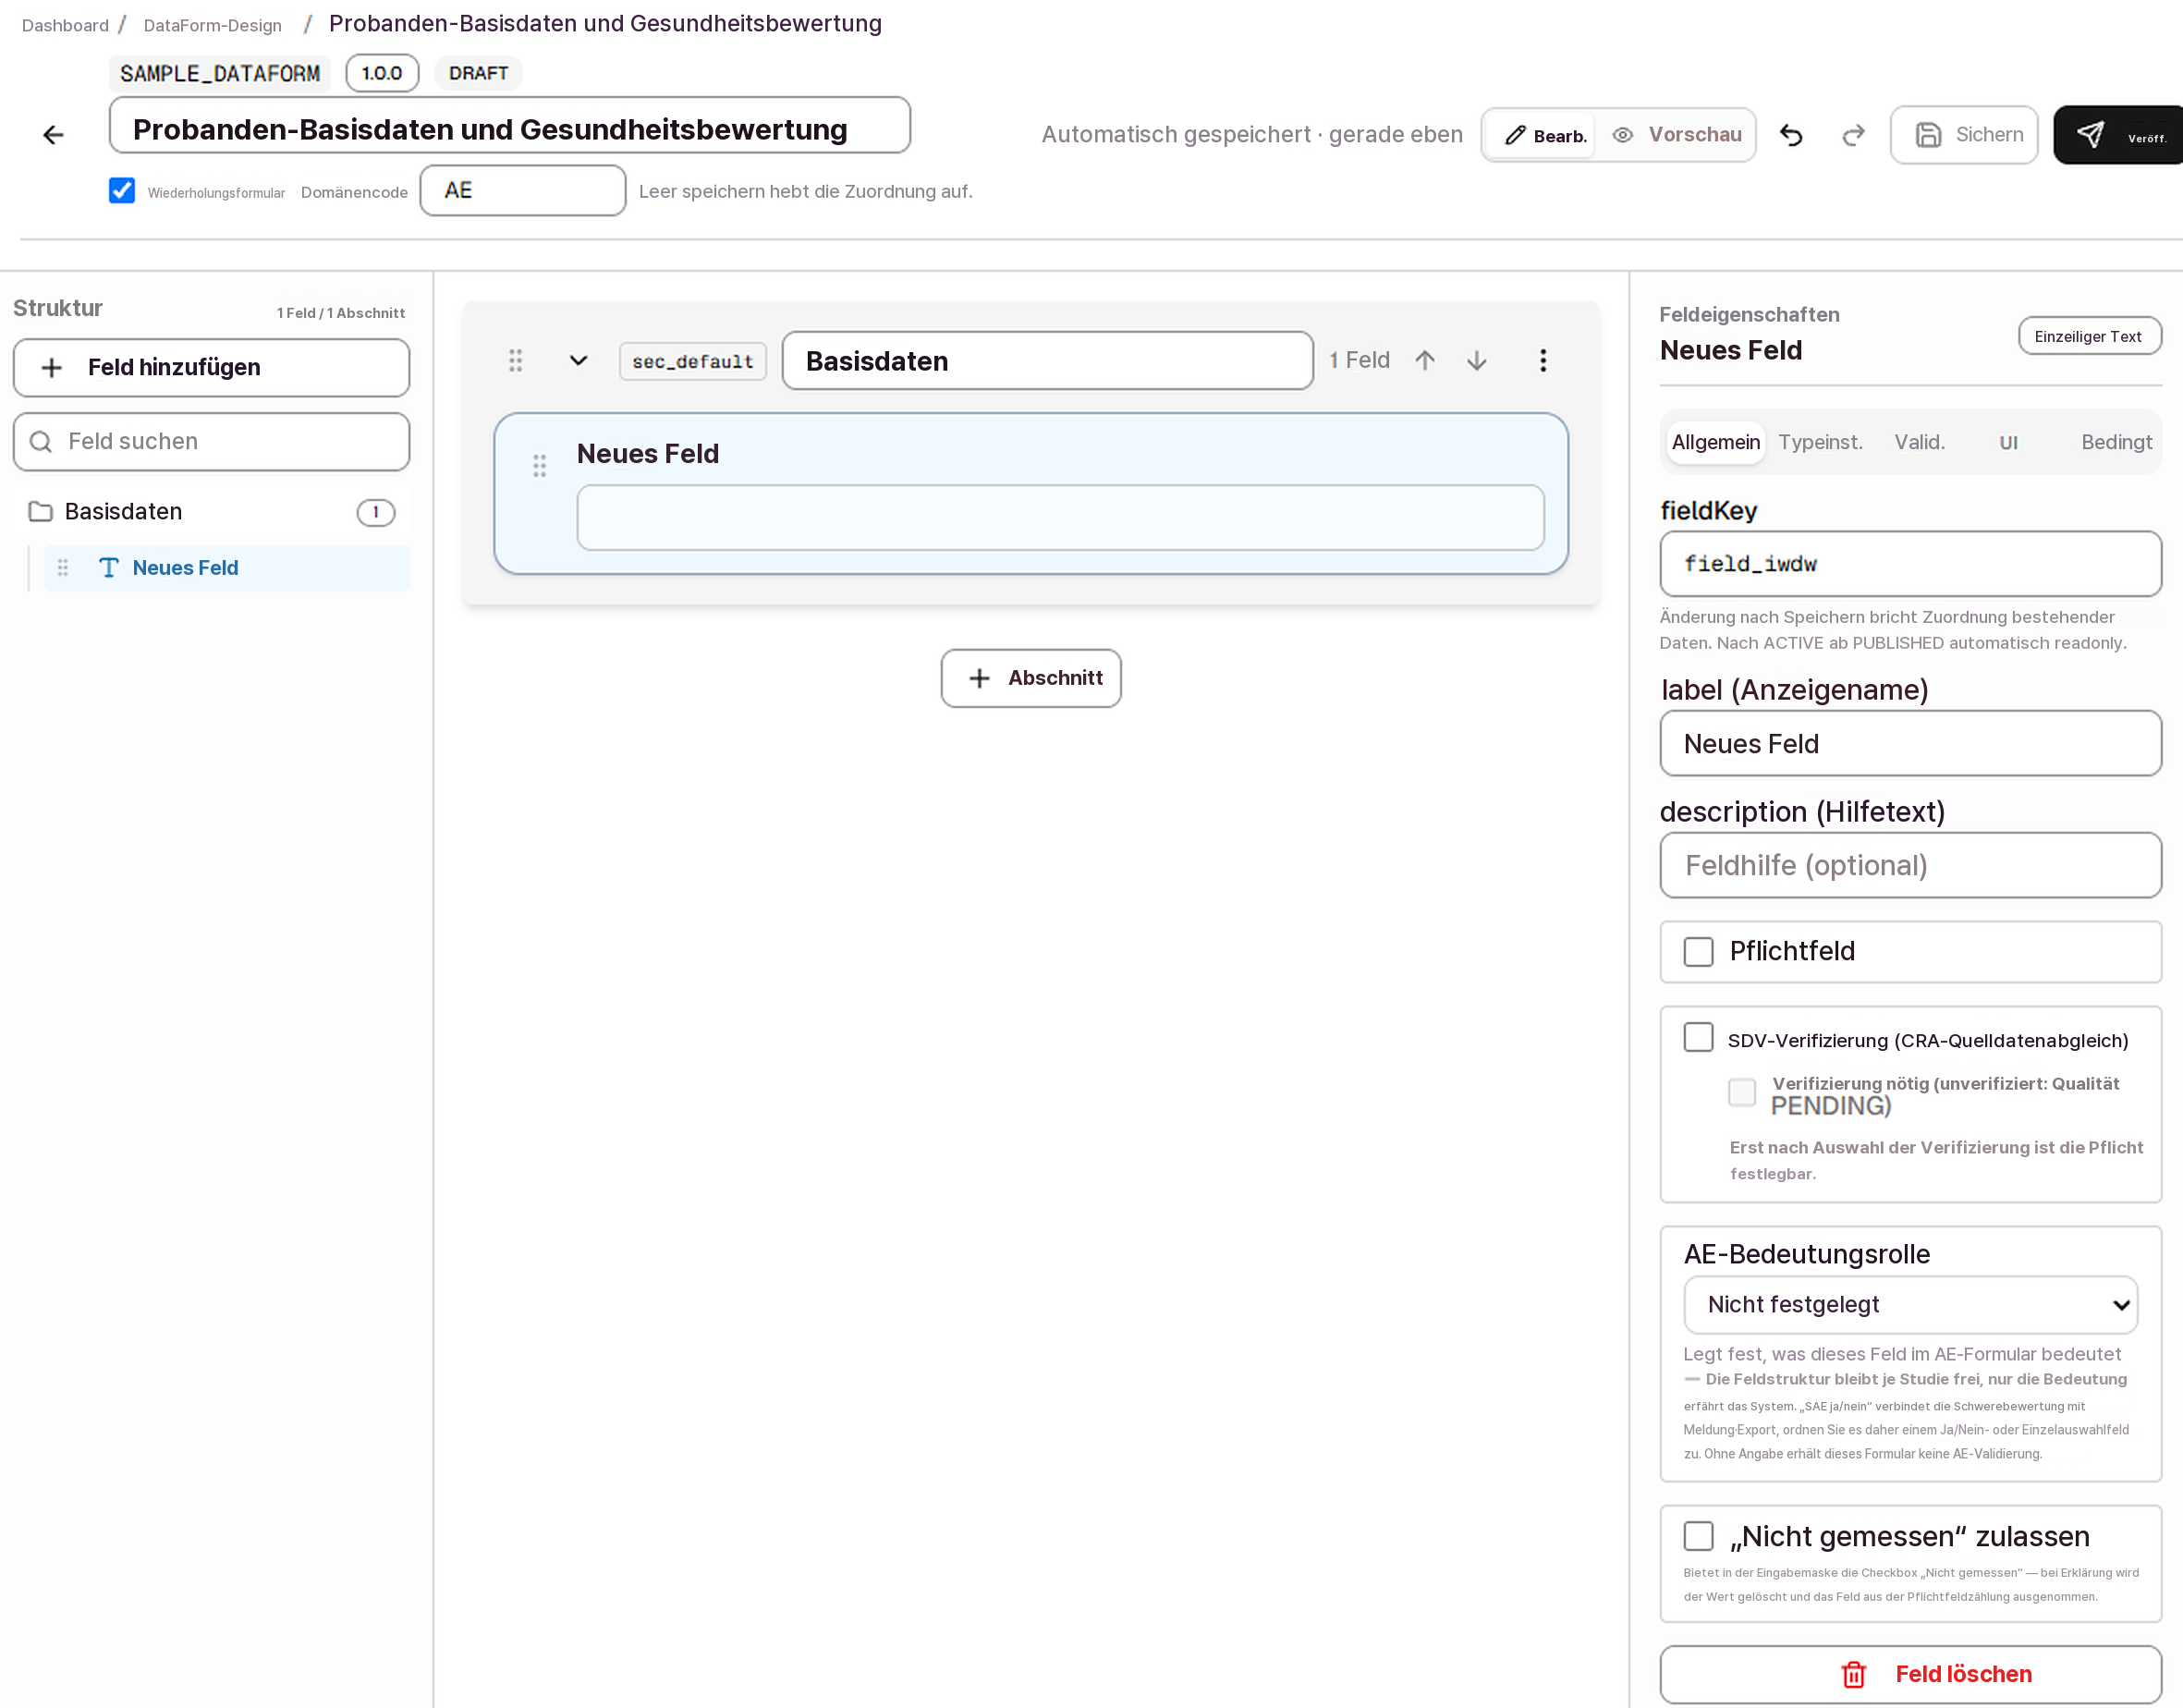 Dashboard / DataForm-Design / Probanden-Basisdaten und Gesundheitsbewertung
SAMPLE_DATAFORM 1.0.0 DRAFT
Probanden-Basisdaten und Gesundheitsbewertung
Automatisch gespeichert · gerade eben Bearb. Vorschau Sichern Veröff.
Wiederholungsformular Domänencode AE Leer speichern hebt die Zuordnung auf.
Struktur 1 Feld / 1 Abschnitt
Feld hinzufügen
Feld suchen
Basisdaten 1
Neues Feld
sec_default Basisdaten 1 Feld
Neues Feld
Abschnitt
Feldeigenschaften
Neues Feld Einzeiliger Text
Allgemein Typeinst. Valid. UI Bedingt
fieldKey
field_iwdw
Änderung nach Speichern bricht Zuordnung bestehender
Daten. Nach ACTIVE ab PUBLISHED automatisch readonly.
label (Anzeigename)
Neues Feld
description (Hilfetext)
Feldhilfe (optional)
Pflichtfeld
SDV-Verifizierung (CRA-Quelldatenabgleich)
Verifizierung nötig (unverifiziert: Qualität
PENDING)
Erst nach Auswahl der Verifizierung ist die Pflicht
festlegbar.
AE-Bedeutungsrolle
Nicht festgelegt
Legt fest, was dieses Feld im AE-Formular bedeutet
— Die Feldstruktur bleibt je Studie frei, nur die Bedeutung
erfährt das System. „SAE ja/nein“ verbindet die Schwerebewertung mit
Meldung·Export, ordnen Sie es daher einem Ja/Nein- oder Einzelauswahlfeld
zu. Ohne Angabe erhält dieses Formular keine AE-Validierung.
„Nicht gemessen“ zulassen
Bietet in der Eingabemaske die Checkbox „Nicht gemessen“ — bei Erklärung wird
der Wert gelöscht und das Feld aus der Pflichtfeldzählung ausgenommen.
Feld löschen